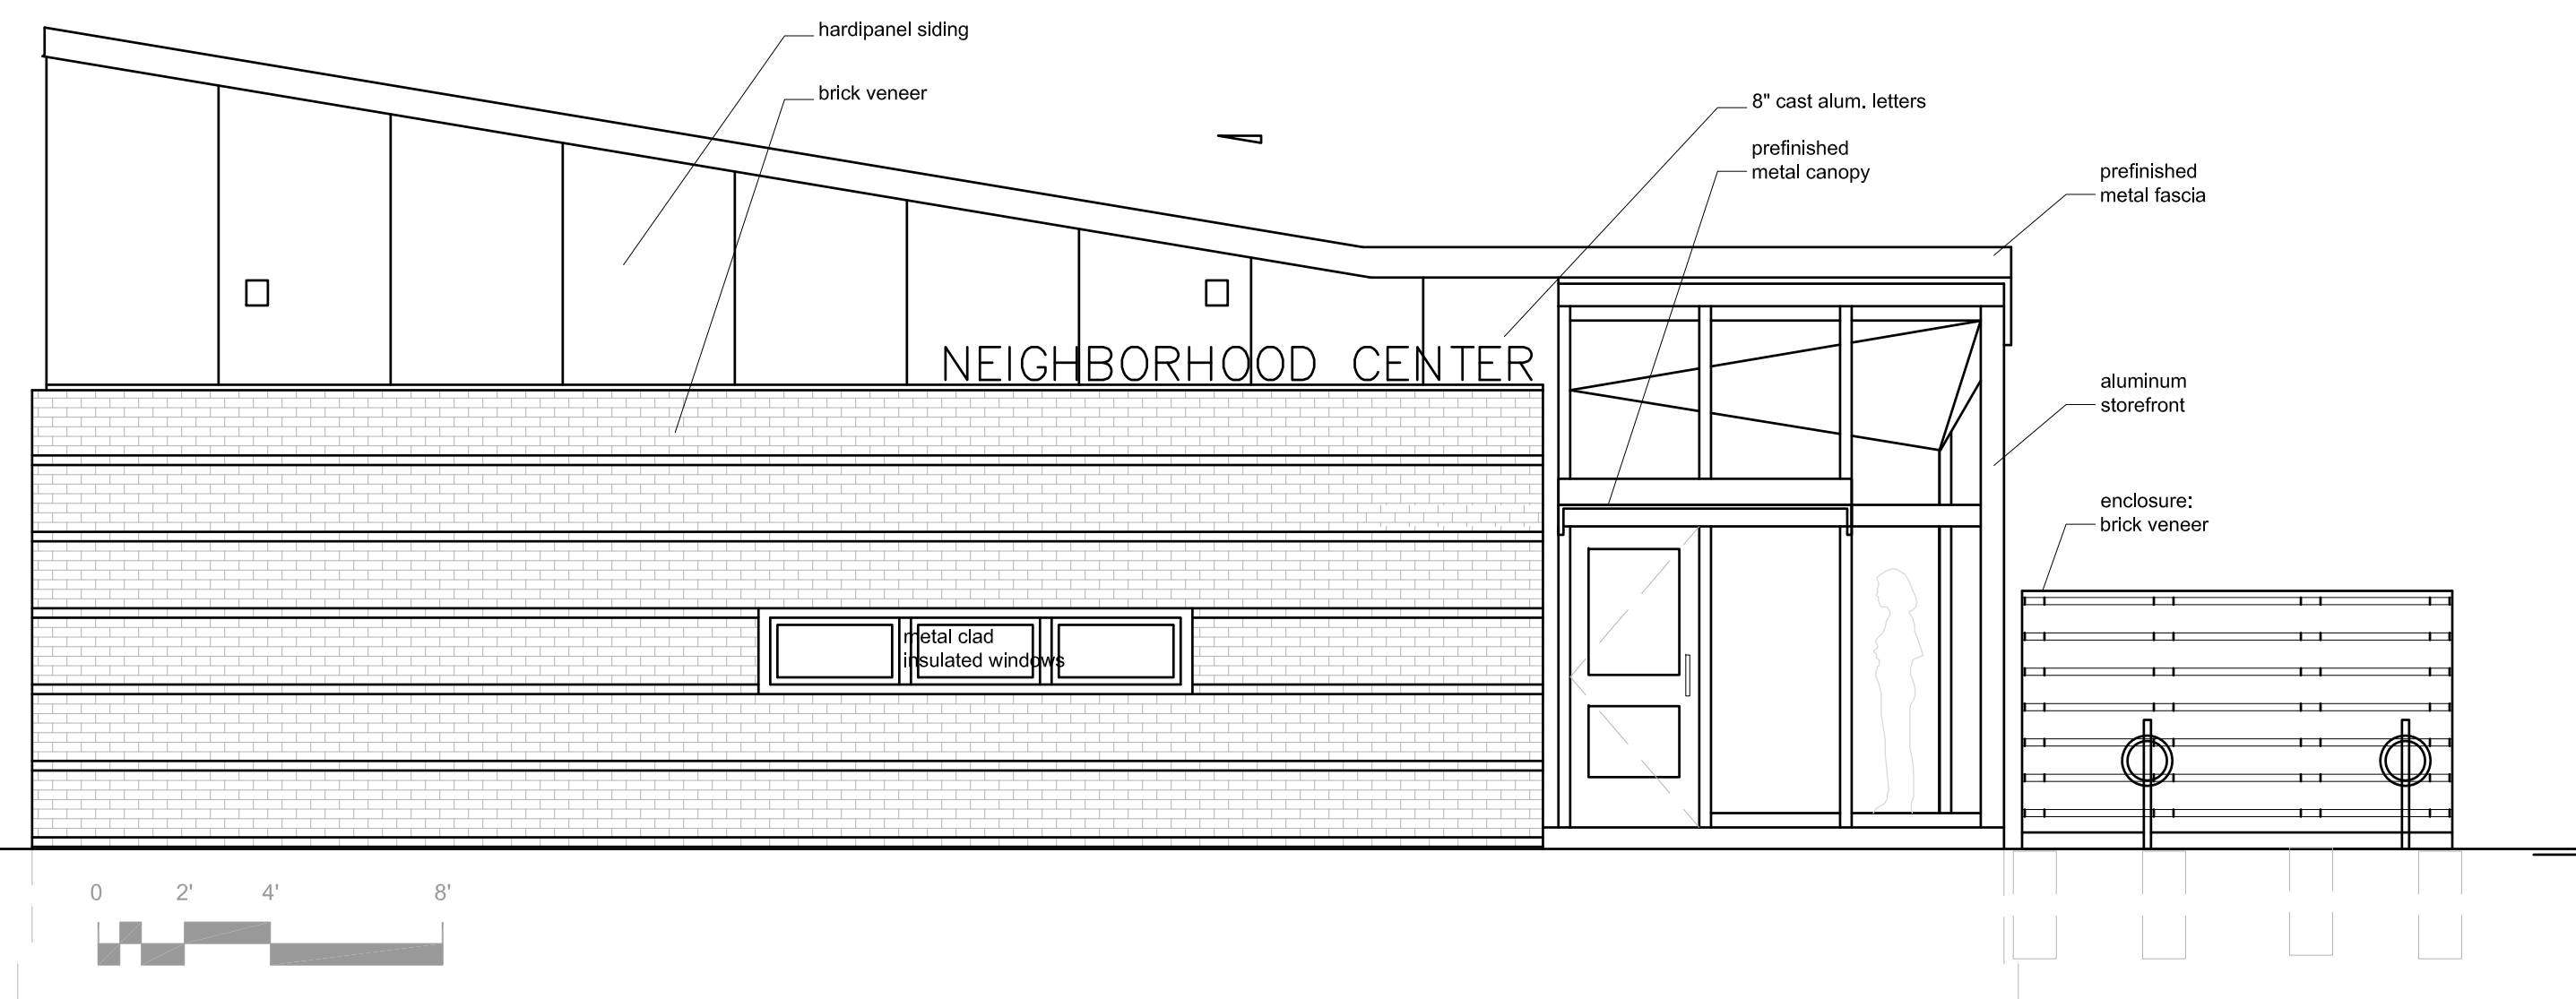 hardipanel siding
brick veneer
8" cast alum. letters
prefinished
metal canopy
prefinished
metal fascia
NEIGHBORHOOD CENTER
aluminum
storefront
enclosure:
brick veneer
metal clad
insulated windows
0 2' 4' 8'